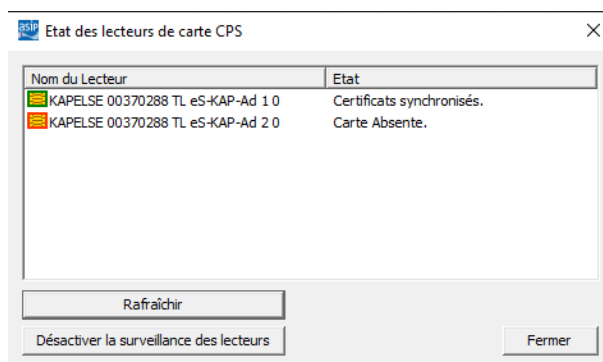 asip
Etat des lecteurs de carte CPS
Nom du Lecteur Etat
KAPELSE 00370288 TL eS-KAP-Ad 1 0 Certificats synchronisés.
KAPELSE 00370288 TL eS-KAP-Ad 2 0 Carte Absente.
Rafraîchir
Désactiver la surveillance des lecteurs Fermer